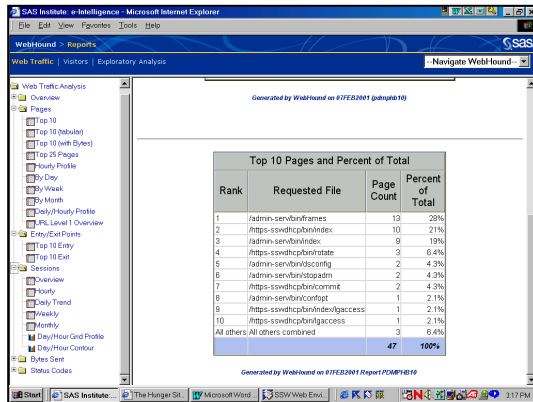 SAS Institute: e-Intelligence - Microsoft Internet Explorer
File Edit View Favorites Tools Help
WebHound > Reports
sas
Web Traffic | Visitors | Exploratory Analysis
--Navigate WebHound--
Web Traffic Analysis
Overview
Pages
Top 10
Top 10 (tabular)
Top 10 (with Bytes)
Top 25 Pages
Hourly Profile
By Day
By Week
By Month
Daily/Hourly Profile
URL Level 1 Overview
Entry/Exit Points
Top 10 Entry
Top 10 Exit
Sessions
Overview
Hourly
Daily Trend
Weekly
Monthly
Day/Hour Grid Profile
Day/Hour Contour
Bytes Sent
Status Codes
Generated by WebHound on 07FEB2001 (pdmphb10)
Top 10 Pages and Percent of Total
Rank Requested File Page Count Percent of Total
1 /admin-serv/bin/frames 13 28%
2 /https-sswdhcp/bin/index 10 21%
3 /admin-serv/bin/index 9 19%
4 /https-sswdhcp/bin/rotate 3 6.4%
5 /admin-serv/bin/dsconfig 2 4.3%
6 /admin-serv/bin/stopadm 2 4.3%
7 /https-sswdhcp/bin/commit 2 4.3%
8 /admin-serv/bin/confopt 1 2.1%
9 /https-sswdhcp/bin/index/lgaccess 1 2.1%
10 /https-sswdhcp/bin/lgaccess 1 2.1%
All others All others combined 3 6.4%
47 100%
Generated by WebHound on 07FEB2001 Report PDMPHB10
Start SAS Institute:... The Hunger Sit... Microsoft Word... SSW Web Envi... 3:17 PM